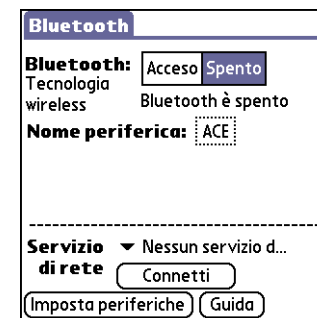 Bluetooth
Bluetooth: Acceso Spento
Tecnologia
wireless Bluetooth è spento
Nome periferica: ACE
Servizio Nessun servizio d...
di rete Connetti
Imposta periferiche Guida